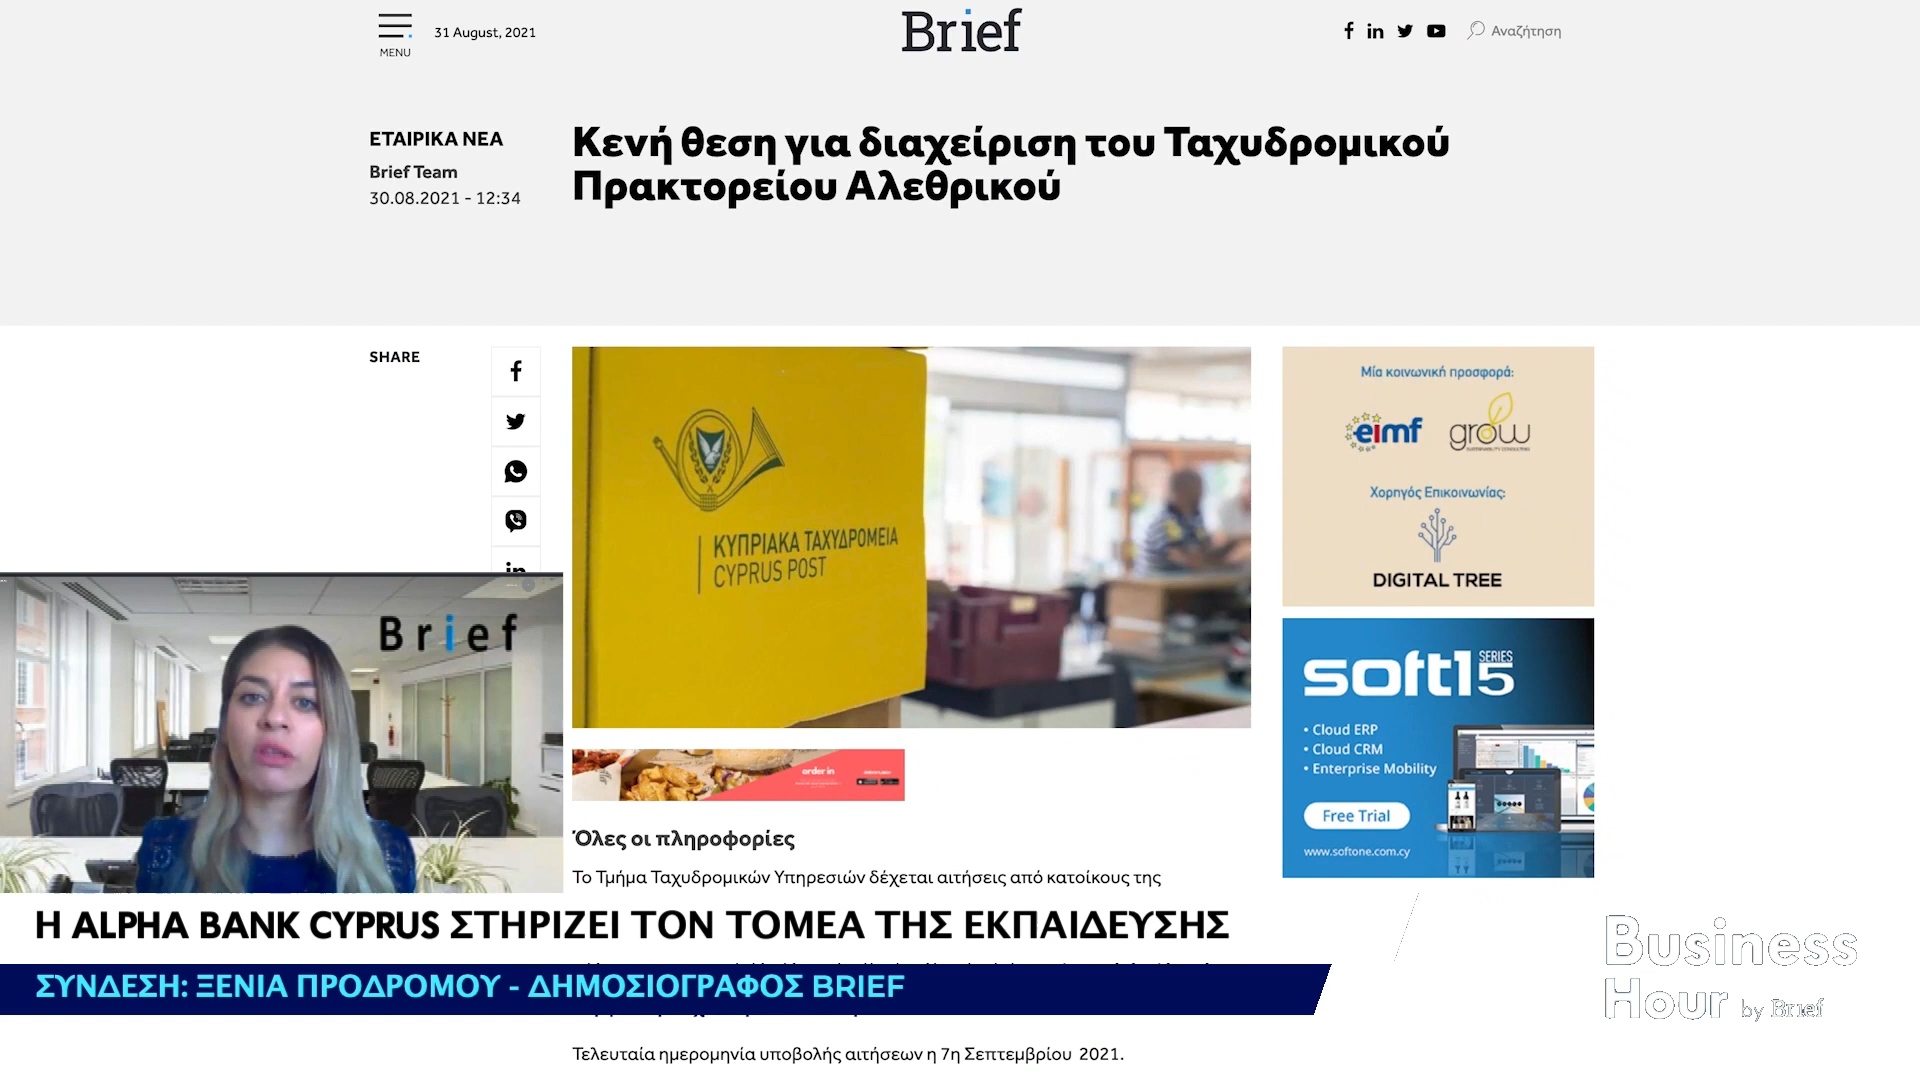 MENU
31 August, 2021
Brief
Αναζήτηση
ΕΤΑΙΡΙΚΑ ΝΕΑ
Brief Team
30.08.2021 - 12:34
Κενή θεση για διαχείριση του Ταχυδρομικού
Πρακτορείου Αλεθρικού
SHARE
ΚΥΠΡΙΑΚΑ ΤΑΧΥΔΡΟΜΕΙΑ
CYPRUS POST
Μία κοινωνική προσφορά:
eimf
grow
SUSTAINABILITY CONSULTING
Χορηγός Επικοινωνίας:
DIGITAL TREE
soft1 SERIES 5
• Cloud ERP
• Cloud CRM
• Enterprise Mobility
Free Trial
www.softone.com.cy
Brief
order in
Όλες οι πληροφορίες
Το Τμήμα Ταχυδρομικών Υπηρεσιών δέχεται αιτήσεις από κατοίκους της
Η ALPHA BANK CYPRUS ΣΤΗΡΙΖΕΙ ΤΟΝ ΤΟΜΕΑ ΤΗΣ ΕΚΠΑΙΔΕΥΣΗΣ
ΣΥΝΔΕΣΗ: ΞΕΝΙΑ ΠΡΟΔΡΟΜΟΥ - ΔΗΜΟΣΙΟΓΡΑΦΟΣ BRIEF
Business
Hour by Brief
Τελευταία ημερομηνία υποβολής αιτήσεων η 7η Σεπτεμβρίου 2021.